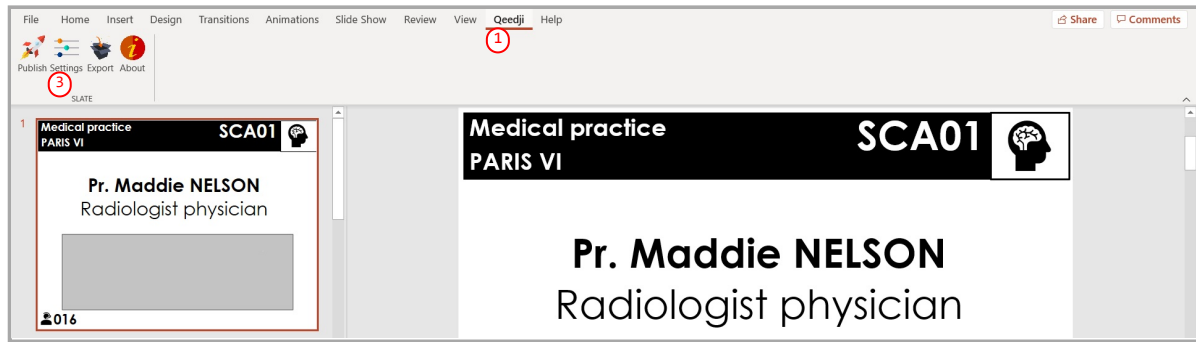 File Home Insert Design Transitions Animations Slide Show Review View Qeedji Help Share Comments
1
Publish Settings Export About
3
SLATE
1
Medical practice SCA01
PARIS VI
Pr. Maddie NELSON
Radiologist physician
016
Medical practice SCA01
PARIS VI
Pr. Maddie NELSON
Radiologist physician